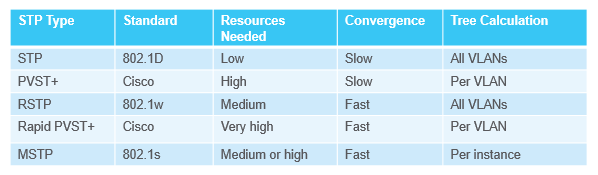 STP Type Standard Resources Needed Convergence Tree Calculation
STP 802.1D Low Slow All VLANs
PVST+ Cisco High Slow Per VLAN
RSTP 802.1w Medium Fast All VLANs
Rapid PVST+ Cisco Very high Fast Per VLAN
MSTP 802.1s Medium or high Fast Per instance